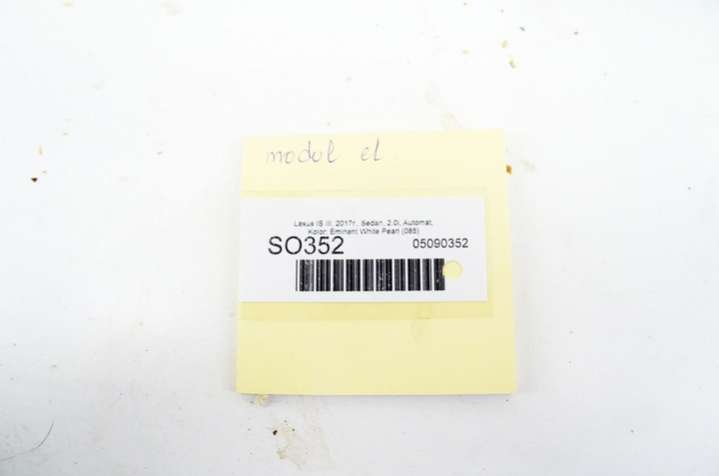 modul el.
Lexus IS III, 2017r., Sedan, 2.0i, Automat,
Kolor: Eminent White Pearl (085)
SO352 05090352